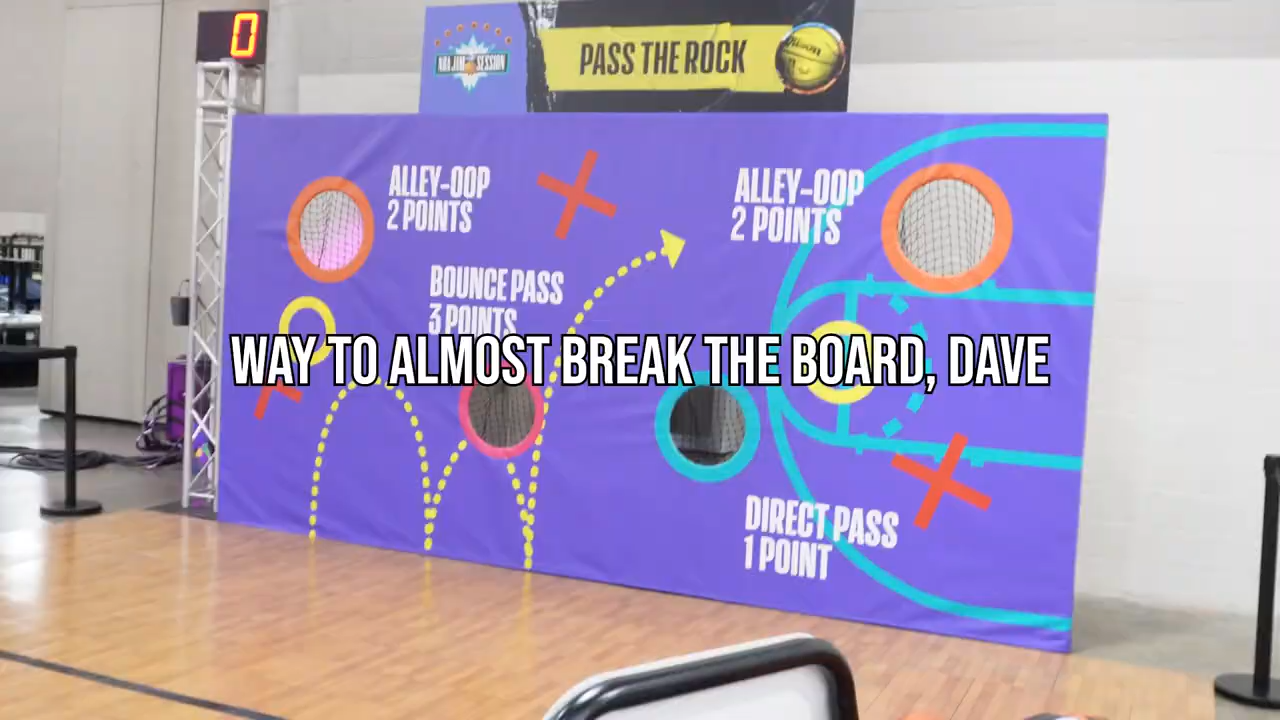 0
NBA JAM SESSION
PASS THE ROCK
Wilson
ALLEY-OOP
2 POINTS
ALLEY-OOP
2 POINTS
BOUNCE PASS
3 POINTS
WAY TO ALMOST BREAK THE BOARD, DAVE
DIRECT PASS
1 POINT